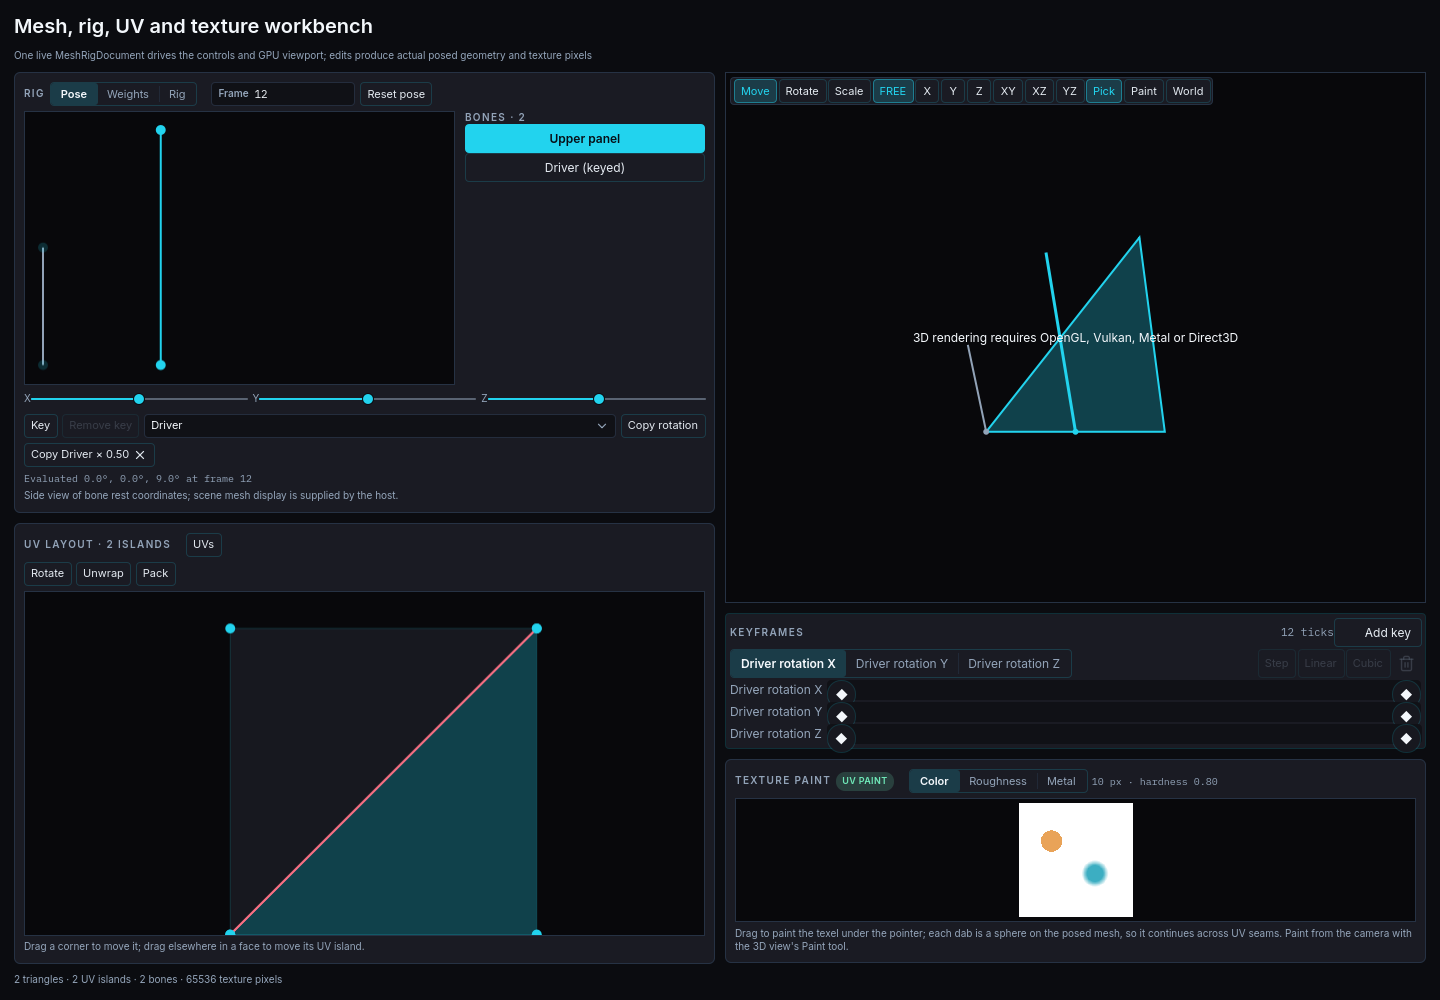 Mesh, rig, UV and texture workbench
One live MeshRigDocument drives the controls and GPU viewport; edits produce actual posed geometry and texture pixels
RIG Pose Weights Rig Frame 12 Reset pose
BONES · 2
Upper panel
Driver (keyed)
X Y Z
Key Remove key Driver Copy rotation
Copy Driver × 0.50
Evaluated 0.0°, 0.0°, 9.0° at frame 12
Side view of bone rest coordinates; scene mesh display is supplied by the host.
UV LAYOUT · 2 ISLANDS UVs
Rotate Unwrap Pack
Drag a corner to move it; drag elsewhere in a face to move its UV island.
Move Rotate Scale FREE X Y Z XY XZ YZ Pick Paint World
3D rendering requires OpenGL, Vulkan, Metal or Direct3D
KEYFRAMES 12 ticks Add key
Driver rotation X Driver rotation Y Driver rotation Z Step Linear Cubic
Driver rotation X
Driver rotation Y
Driver rotation Z
TEXTURE PAINT UV PAINT Color Roughness Metal 10 px · hardness 0.80
Drag to paint the texel under the pointer; each dab is a sphere on the posed mesh, so it continues across UV seams. Paint from the camera with
the 3D view's Paint tool.
2 triangles · 2 UV islands · 2 bones · 65536 texture pixels